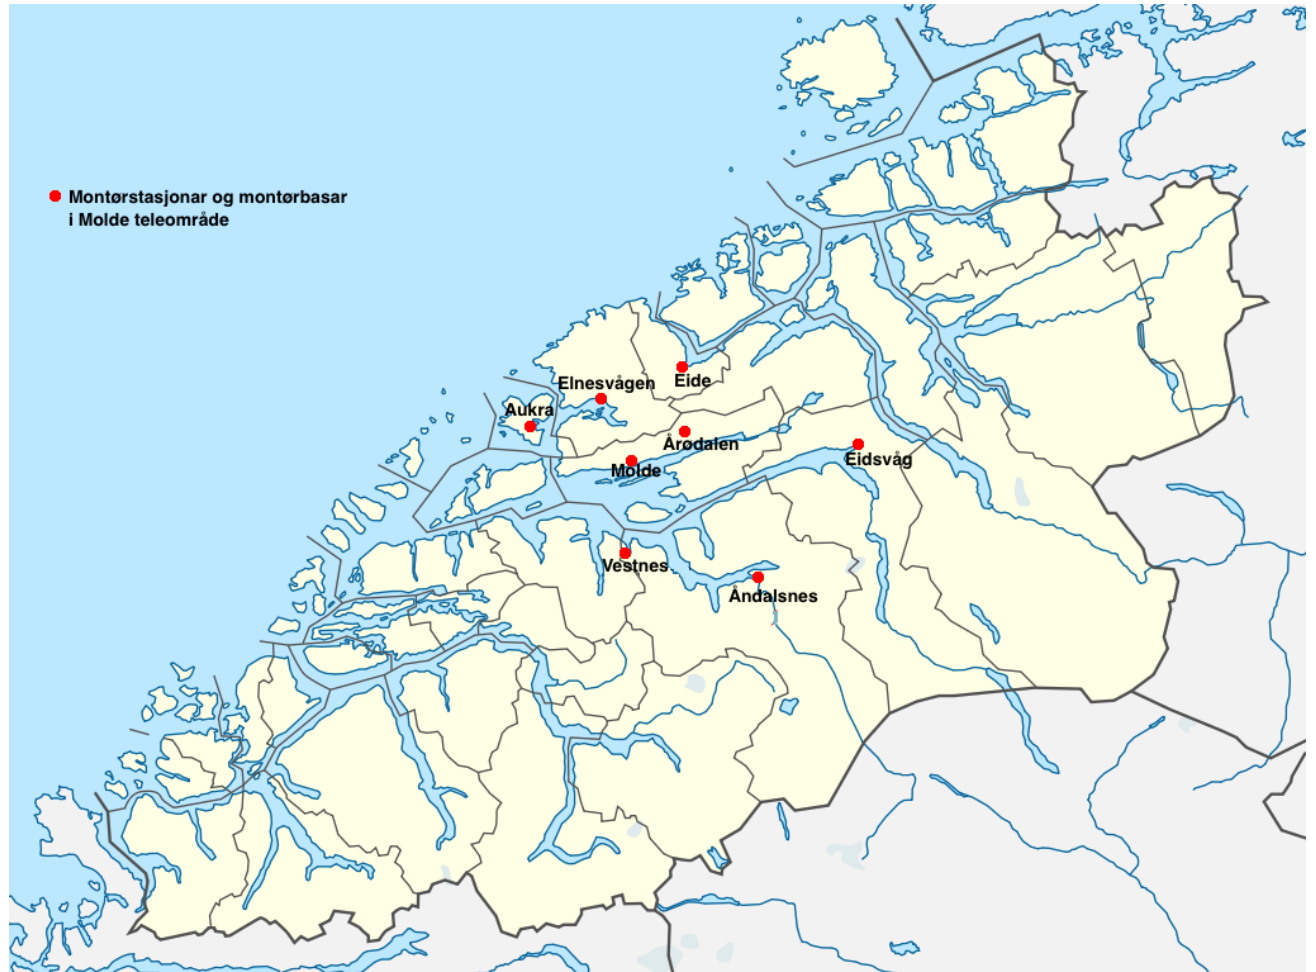 Montørstasjonar og montørbasar
i Molde teleområde
Elnesvågen
Eide
Aukra
Årødalen
Molde
Eidsvåg
Vestnes
Åndalsnes